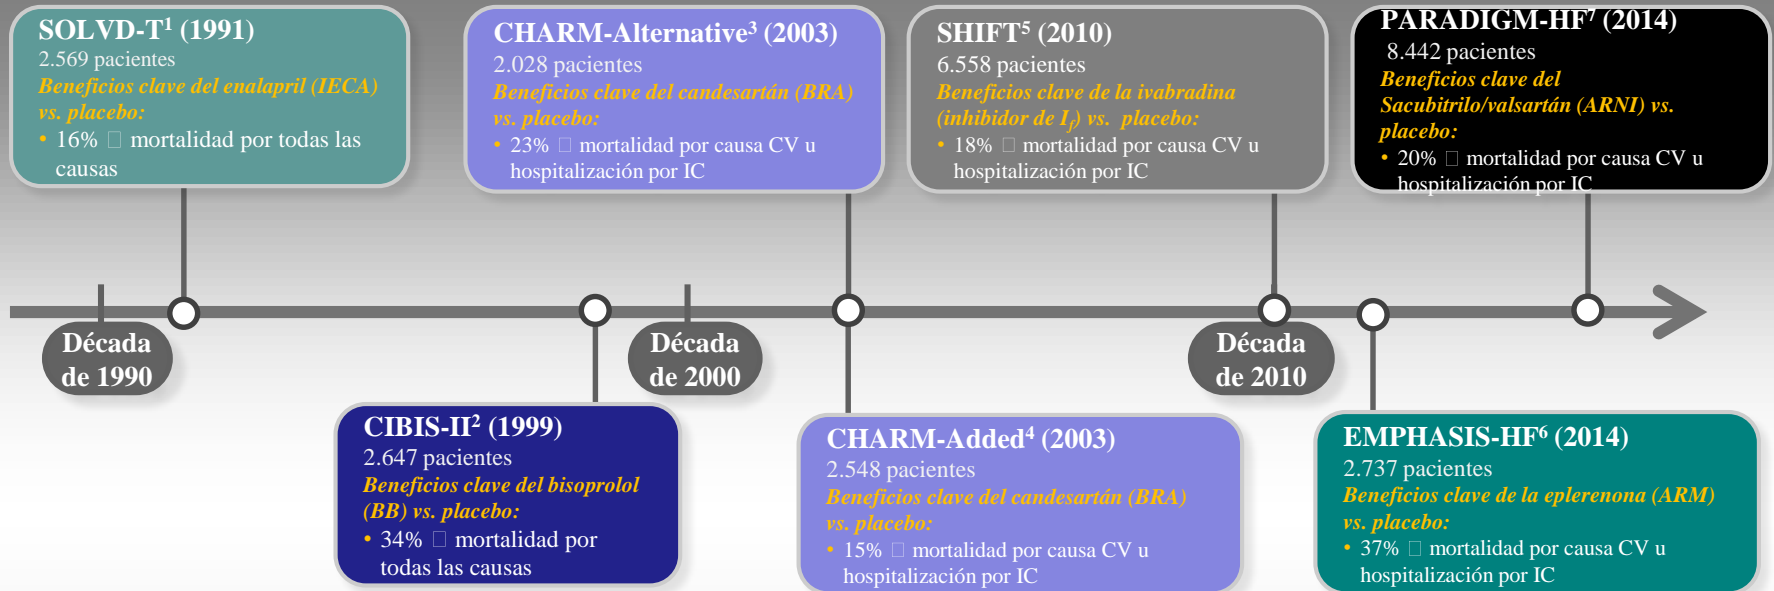 SOLVD-T¹ (1991)
2.569 pacientes
Beneficios clave del enalapril (IECA)
vs. placebo:
• 16% □ mortalidad por todas las
causas
CHARM-Alternative³ (2003)
2.028 pacientes
Beneficios clave del candesartán (BRA)
vs. placebo:
• 23% □ mortalidad por causa CV u
hospitalización por IC
SHIFT⁵ (2010)
6.558 pacientes
Beneficios clave de la ivabradina
(inhibidor de If) vs. placebo:
• 18% □ mortalidad por causa CV u
hospitalización por IC
PARADIGM-HF⁷ (2014)
8.442 pacientes
Beneficios clave del
Sacubitrilo/valsartán (ARNI) vs.
placebo:
• 20% □ mortalidad por causa CV u
hospitalización por IC
Década
de 1990
Década
de 2000
Década
de 2010
CIBIS-II² (1999)
2.647 pacientes
Beneficios clave del bisoprolol
(BB) vs. placebo:
• 34% □ mortalidad por
todas las causas
CHARM-Added⁴ (2003)
2.548 pacientes
Beneficios clave del candesartán (BRA)
vs. placebo:
• 15% □ mortalidad por causa CV u
hospitalización por IC
EMPHASIS-HF⁶ (2014)
2.737 pacientes
Beneficios clave de la eplerenona (ARM)
vs. placebo:
• 37% □ mortalidad por causa CV u
hospitalización por IC